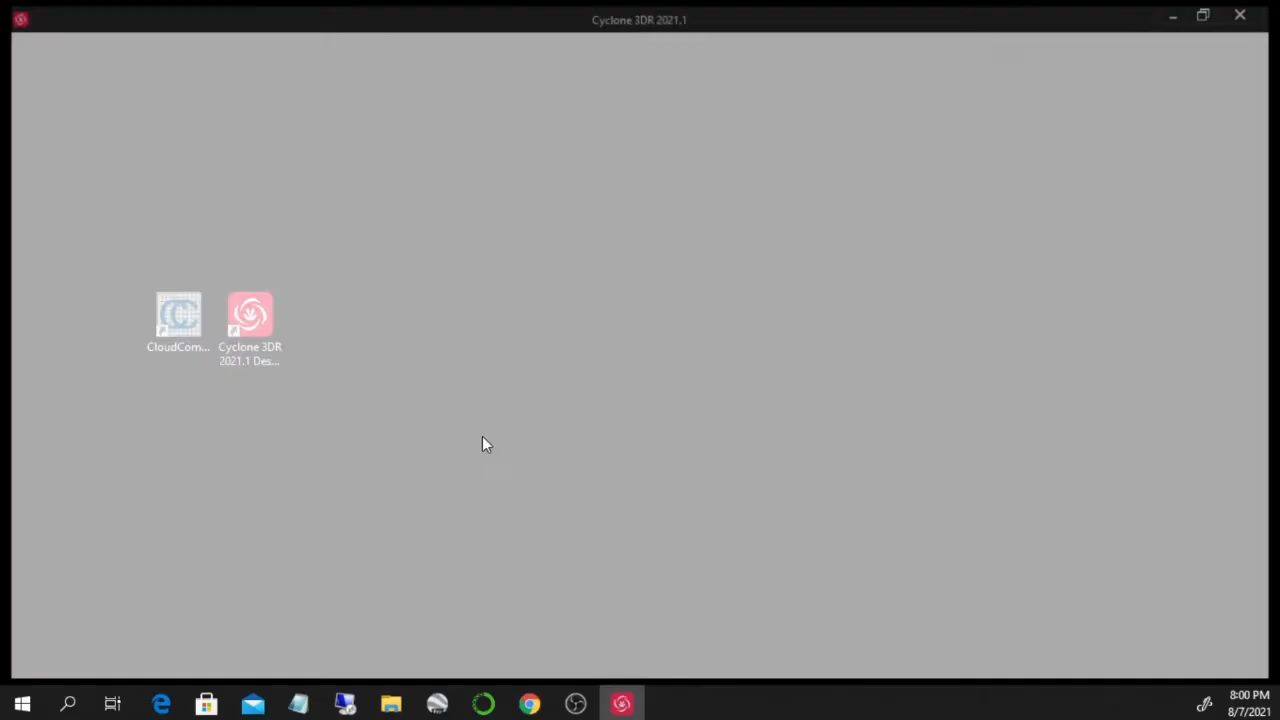 Cyclone 3DR 2021.1
CloudCom...
Cyclone 3DR
2021.1 Des...
8:00 PM
8/7/2021